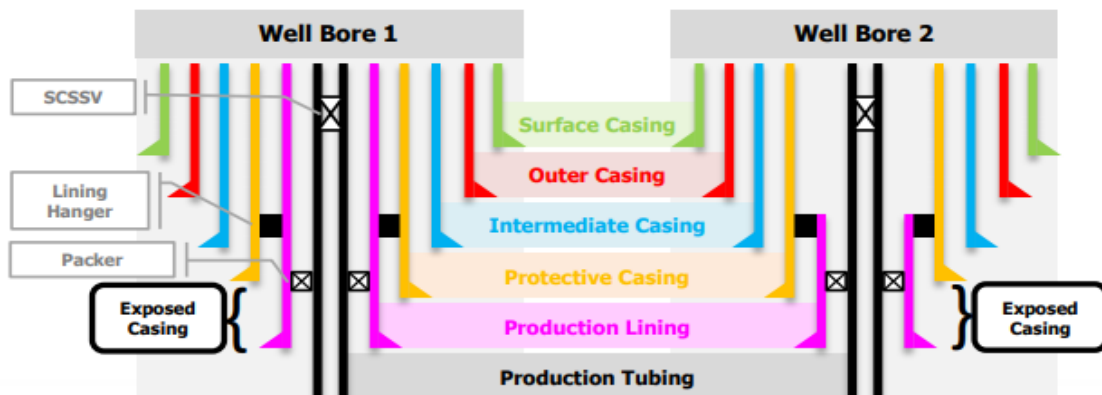 Well Bore 1
Well Bore 2
SCSSV
Surface Casing
Outer Casing
Lining
Hanger
Intermediate Casing
Packer
Protective Casing
Exposed
Casing
Exposed
Casing
Production Lining
Production Tubing